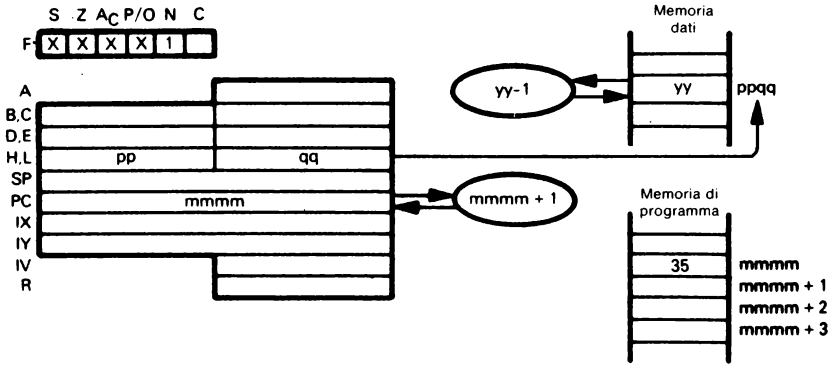 S Z AC P/O N C
F X X X X 1
A
B,C
D,E
H,L pp qq
SP
PC mmmm
IX
IY
IV
R
yy-1
mmmm + 1
Memoria
dati
yy ppqq
Memoria di
programma
35 mmmm
mmmm + 1
mmmm + 2
mmmm + 3